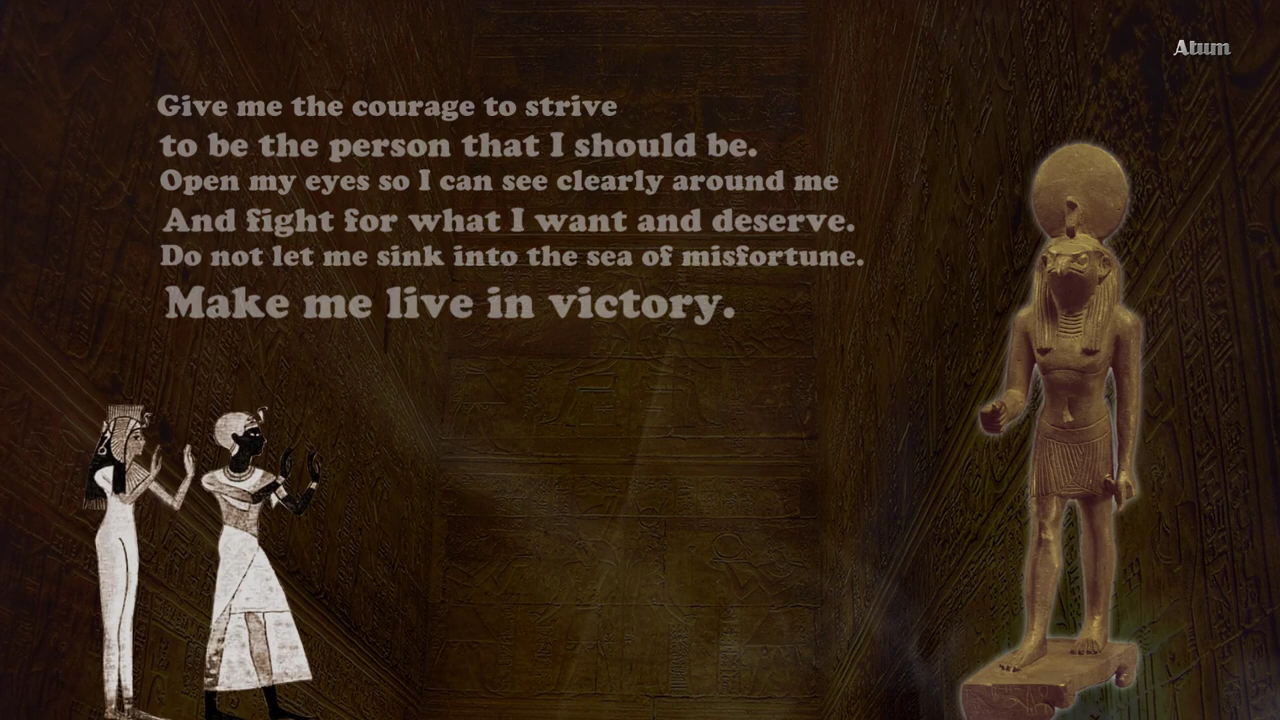 Atum
Give me the courage to strive
to be the person that I should be.
Open my eyes so I can see clearly around me
And fight for what I want and deserve.
Do not let me sink into the sea of misfortune.
Make me live in victory.